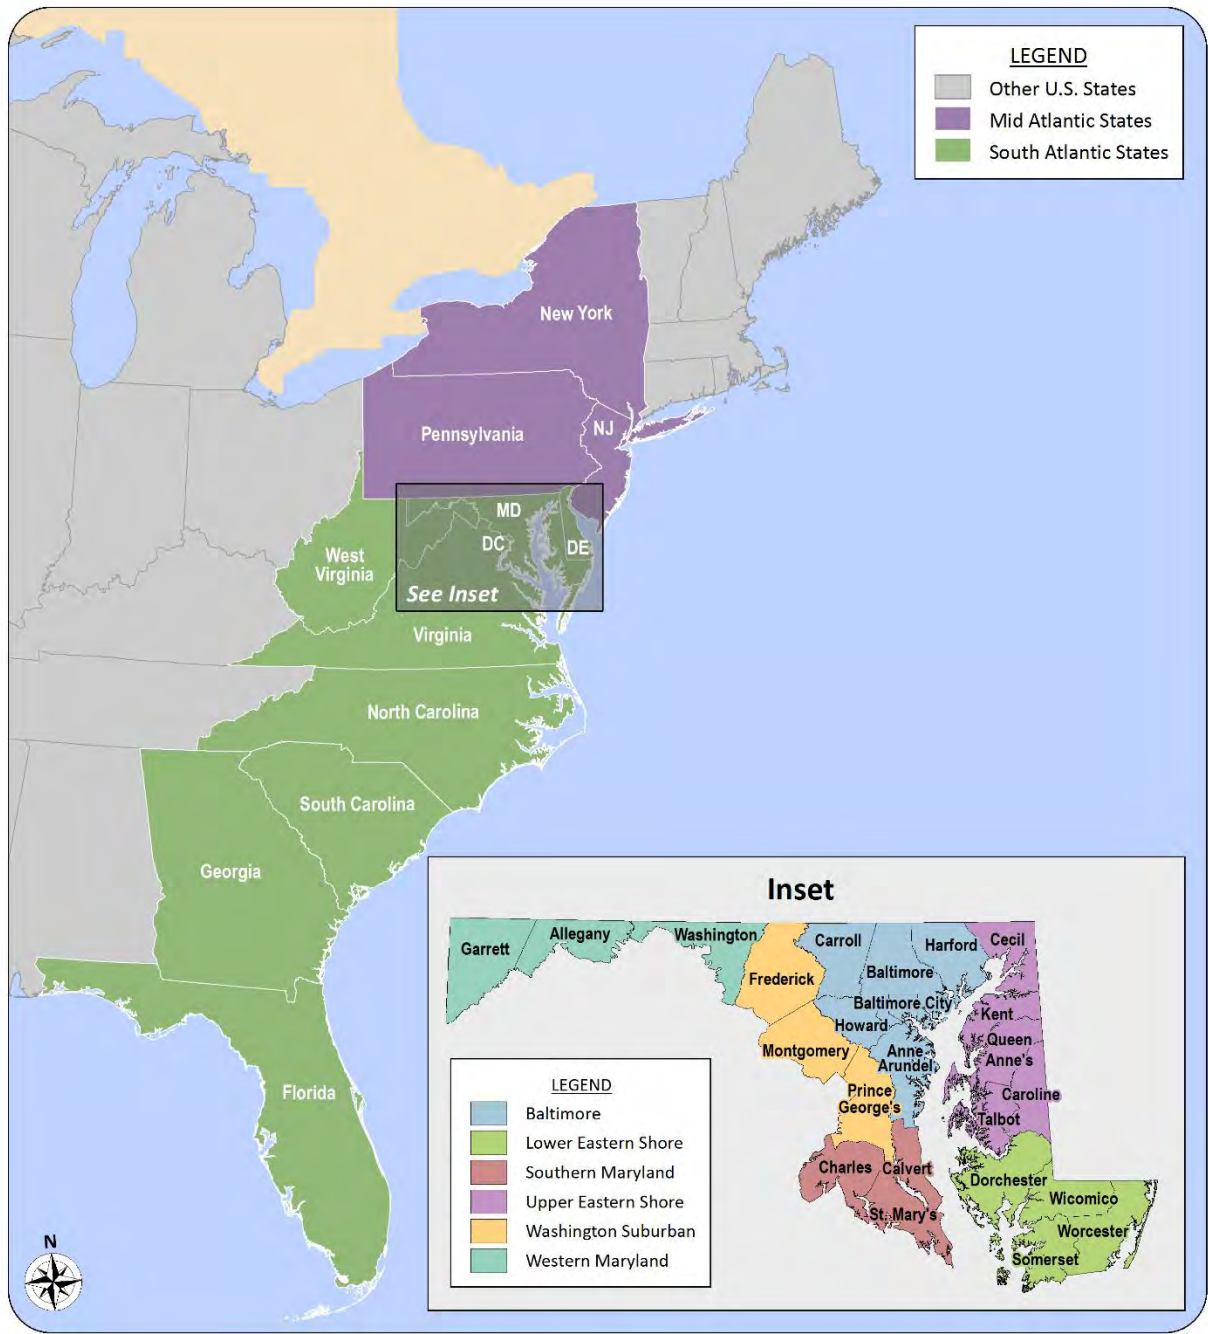 LEGEND
Other U.S. States
Mid Atlantic States
South Atlantic States
New York
Pennsylvania
NJ
MD
DC
DE
West
Virginia
See Inset
Virginia
North Carolina
South Carolina
Georgia
Florida
N
Inset
Garrett
Allegany
Washington
Frederick
Carroll
Baltimore
Harford
Cecil
Baltimore City
Howard
Kent
Queen
Anne's
Montgomery
Anne
Arundel
Prince
George's
Caroline
Talbot
Charles
Calvert
St. Mary's
Dorchester
Wicomico
Worcester
Somerset
LEGEND
Baltimore
Lower Eastern Shore
Southern Maryland
Upper Eastern Shore
Washington Suburban
Western Maryland